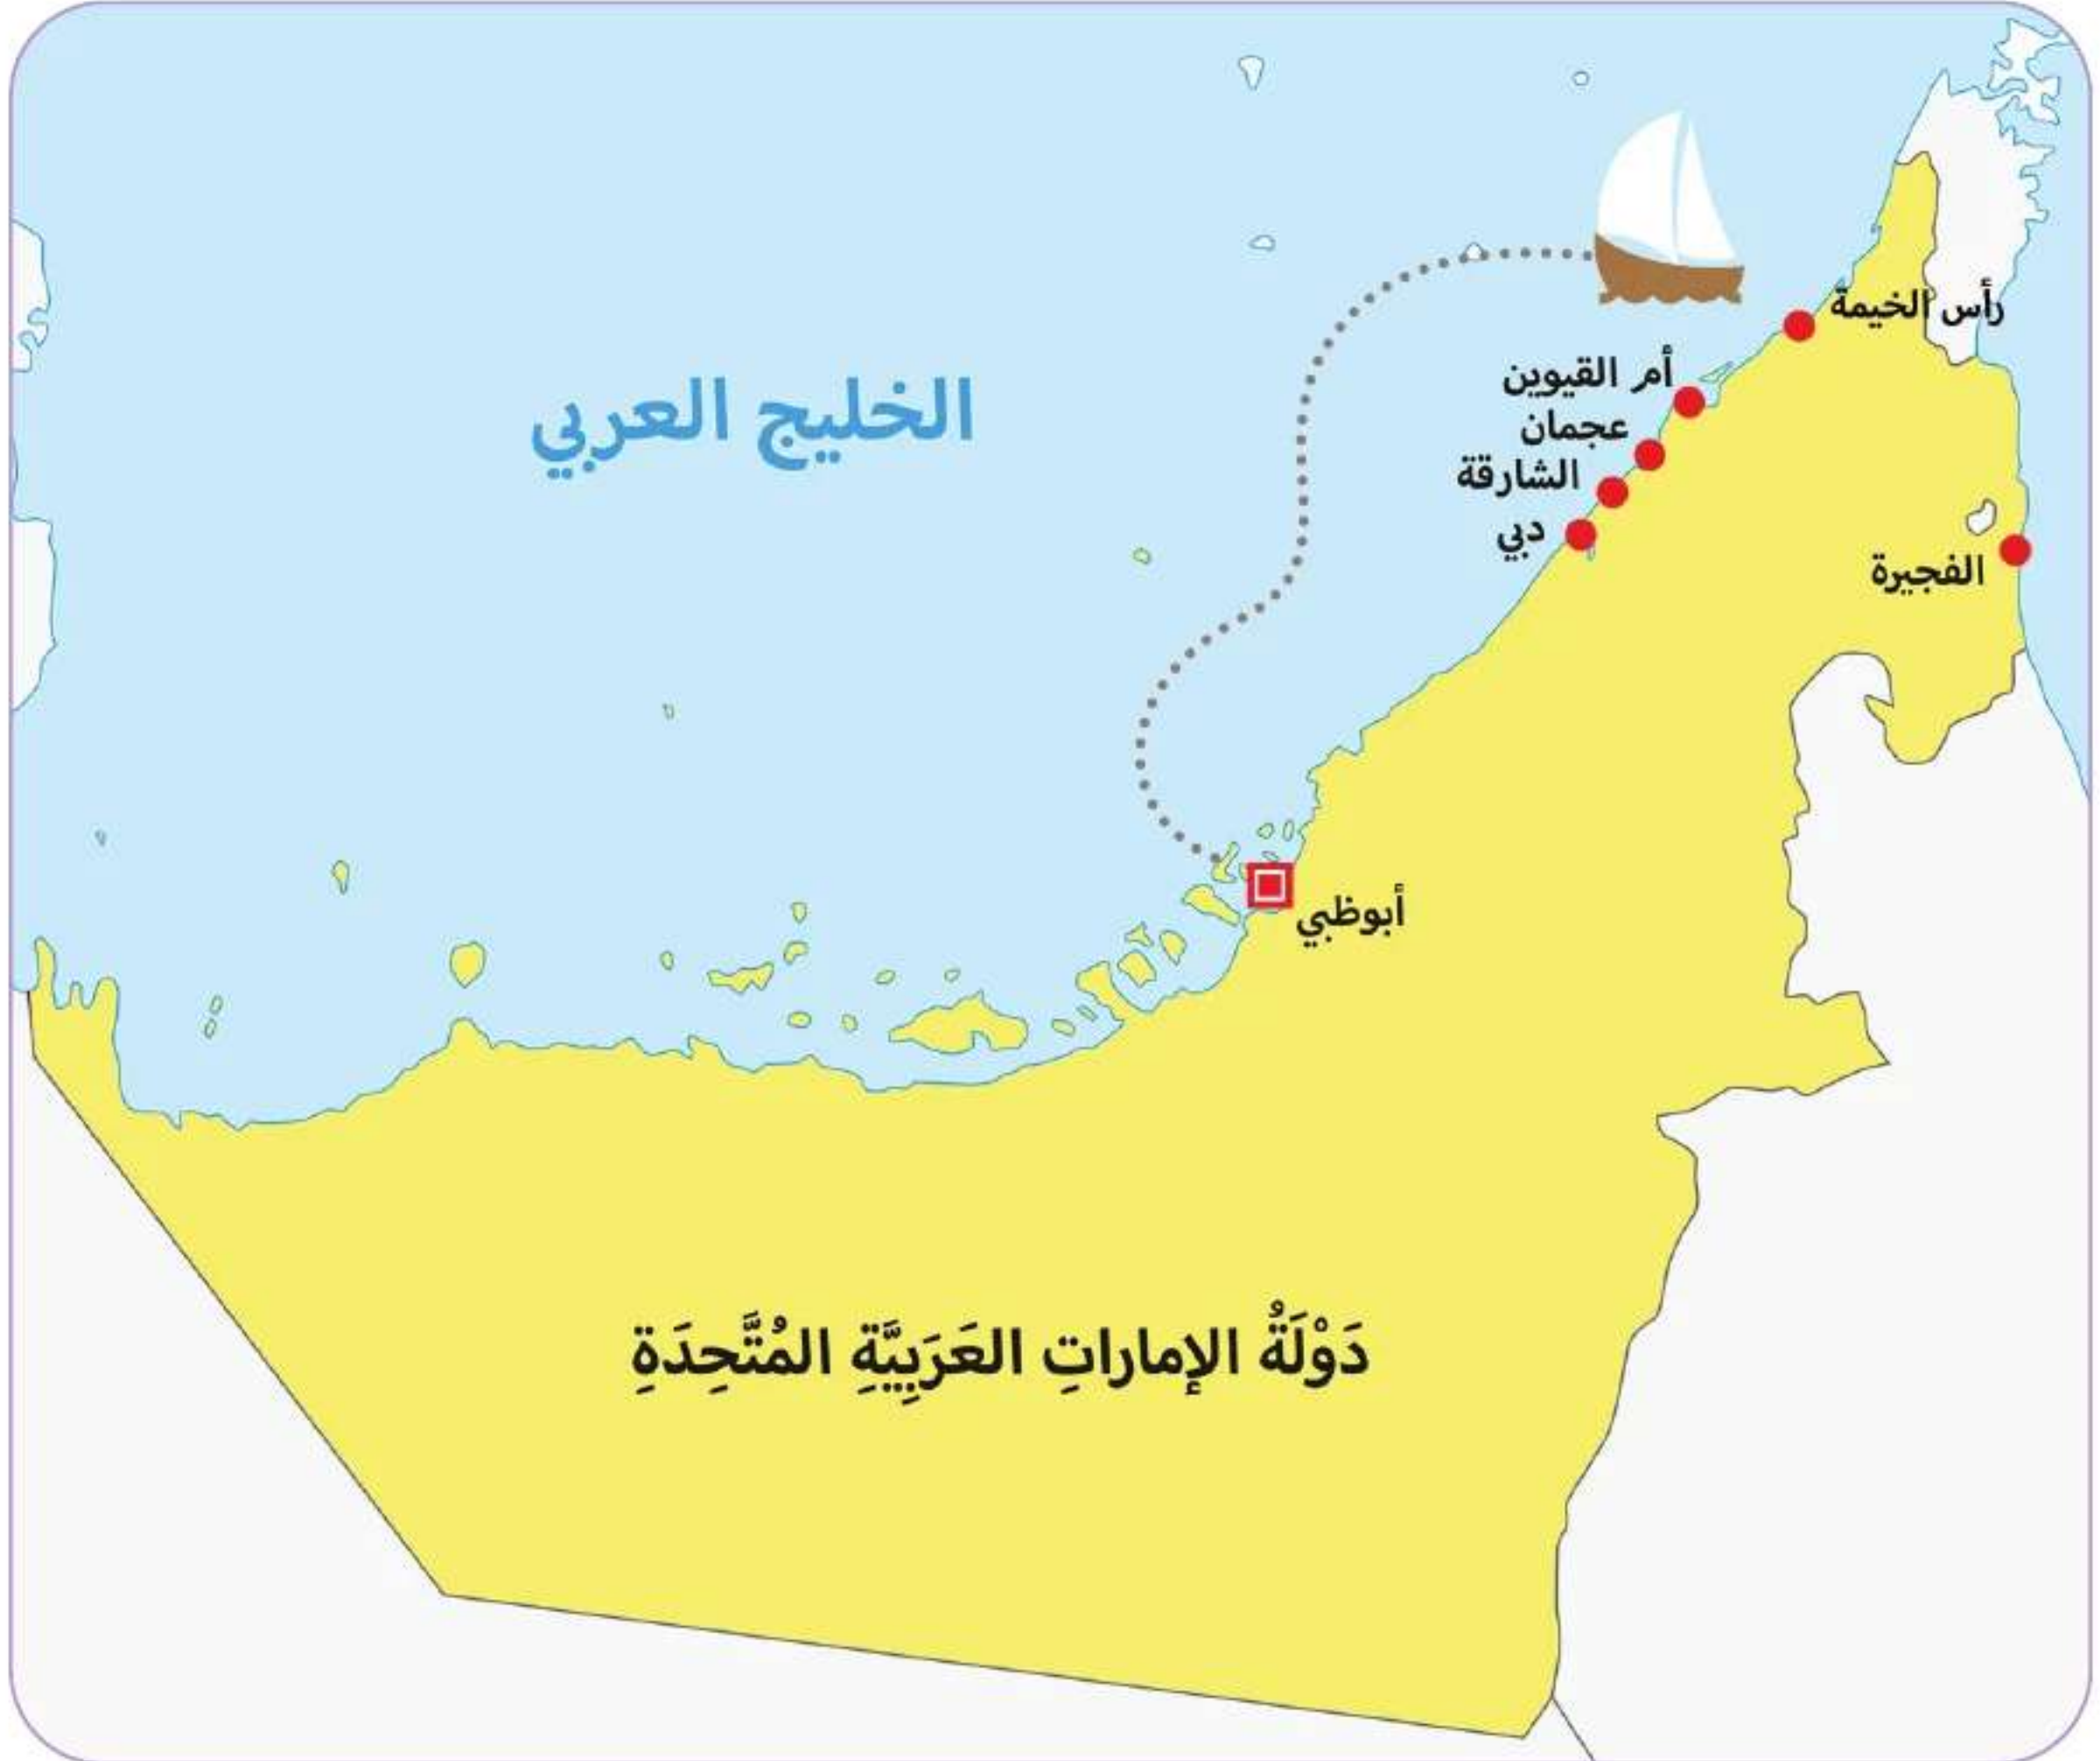 رأس الخيمة
أم القيوين
عجمان
الشارقة
دبي
الفجيرة
الخليج العربي
أبوظبي
دَوْلَةُ الإماراتِ العَرَبِيَّةِ المُتَّحِدَةِ